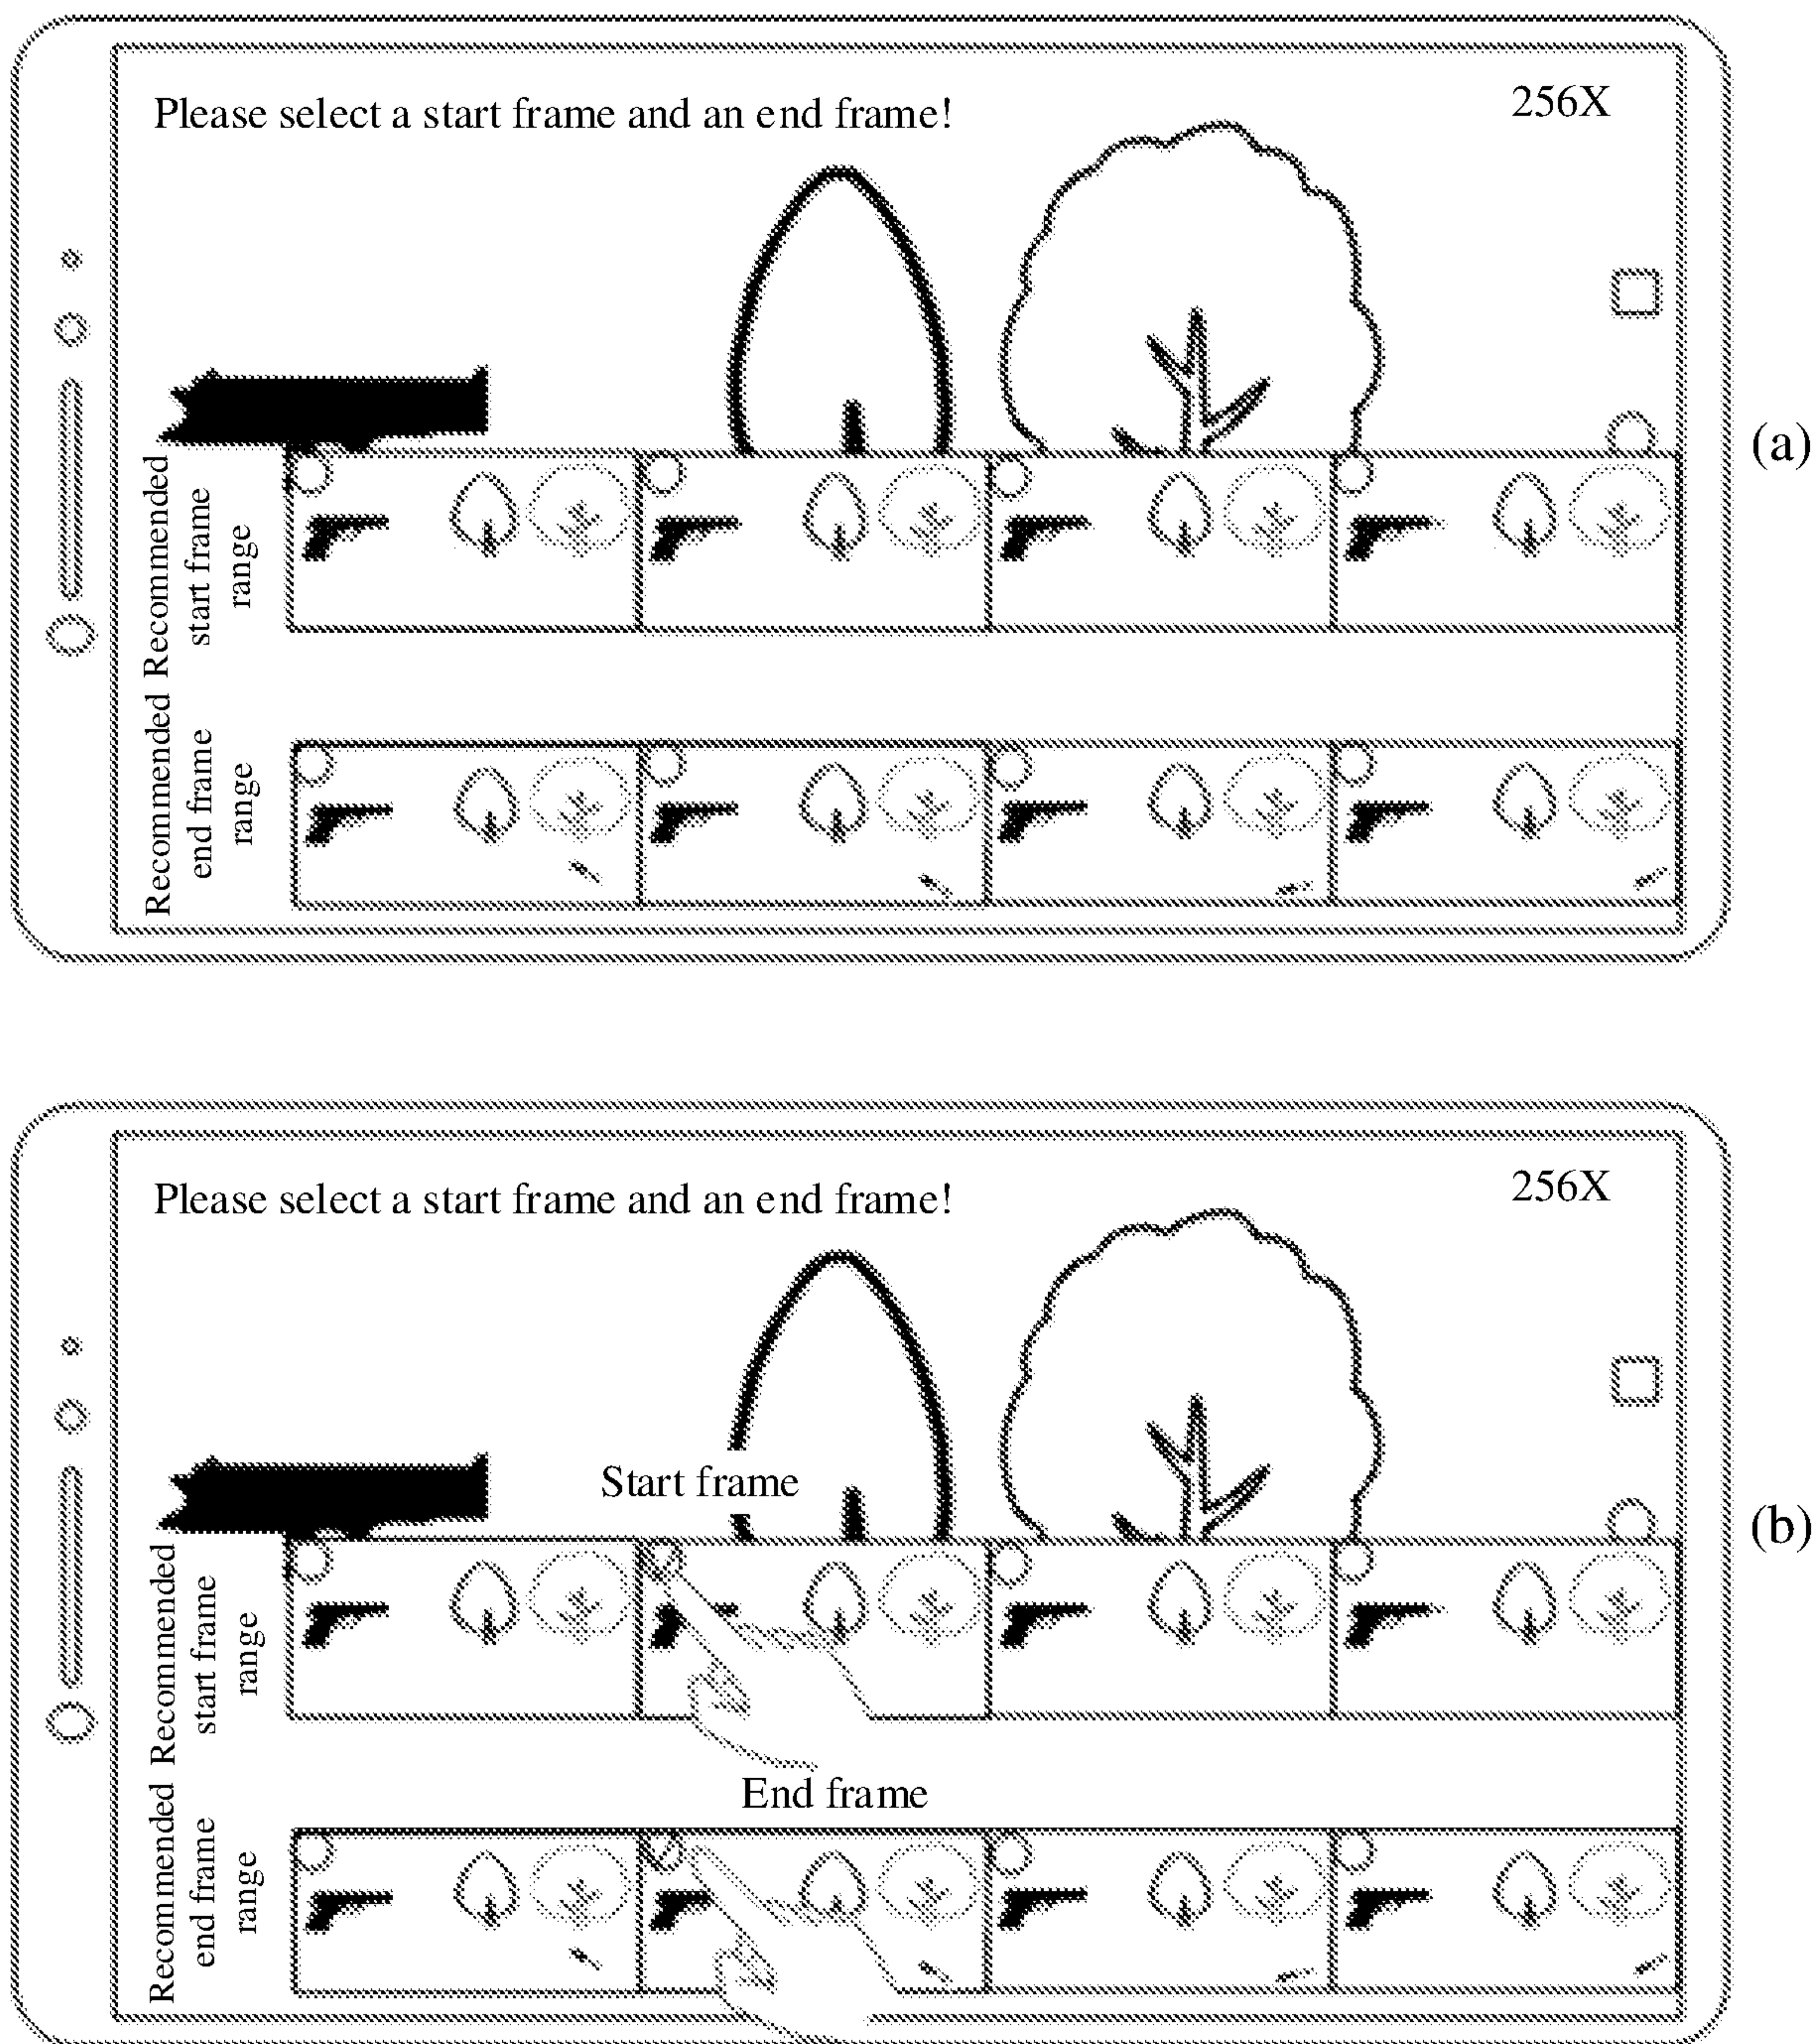 Please select a start frame and an end frame!
256X
Recommended
start frame
range
Recommended
end frame
range
(a)
Please select a start frame and an end frame!
256X
Start frame
Recommended
start frame
range
End frame
Recommended
end frame
range
(b)